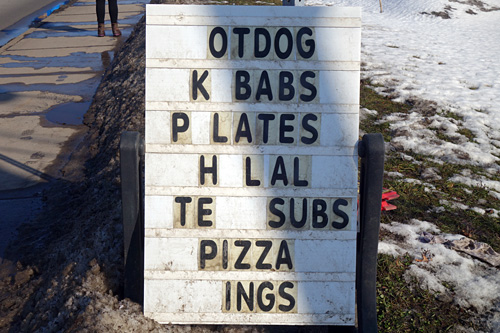 OTDOG
K BABS
P LATES
H LAL
TE SUBS
PIZZA
INGS